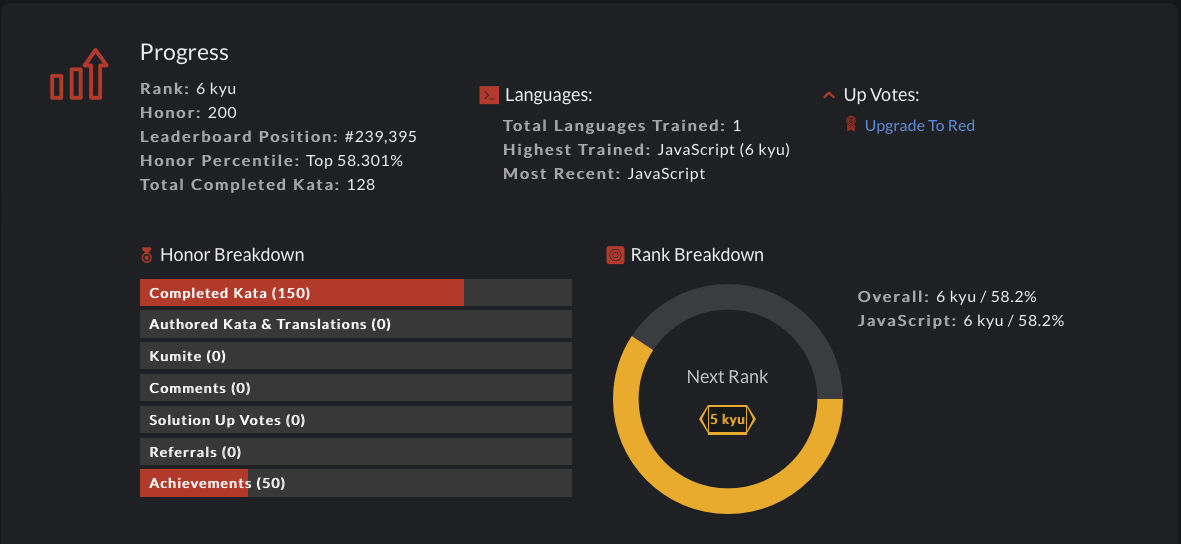 Progress
Rank: 6 kyu
Honor: 200
Leaderboard Position: #239,395
Honor Percentile: Top 58.301%
Total Completed Kata: 128
Languages:
Total Languages Trained: 1
Highest Trained: JavaScript (6 kyu)
Most Recent: JavaScript
Up Votes:
Upgrade To Red
Honor Breakdown
Completed Kata (150)
Authored Kata & Translations (0)
Kumite (0)
Comments (0)
Solution Up Votes (0)
Referrals (0)
Achievements (50)
Rank Breakdown
Next Rank
5 kyu
Overall: 6 kyu / 58.2%
JavaScript: 6 kyu / 58.2%